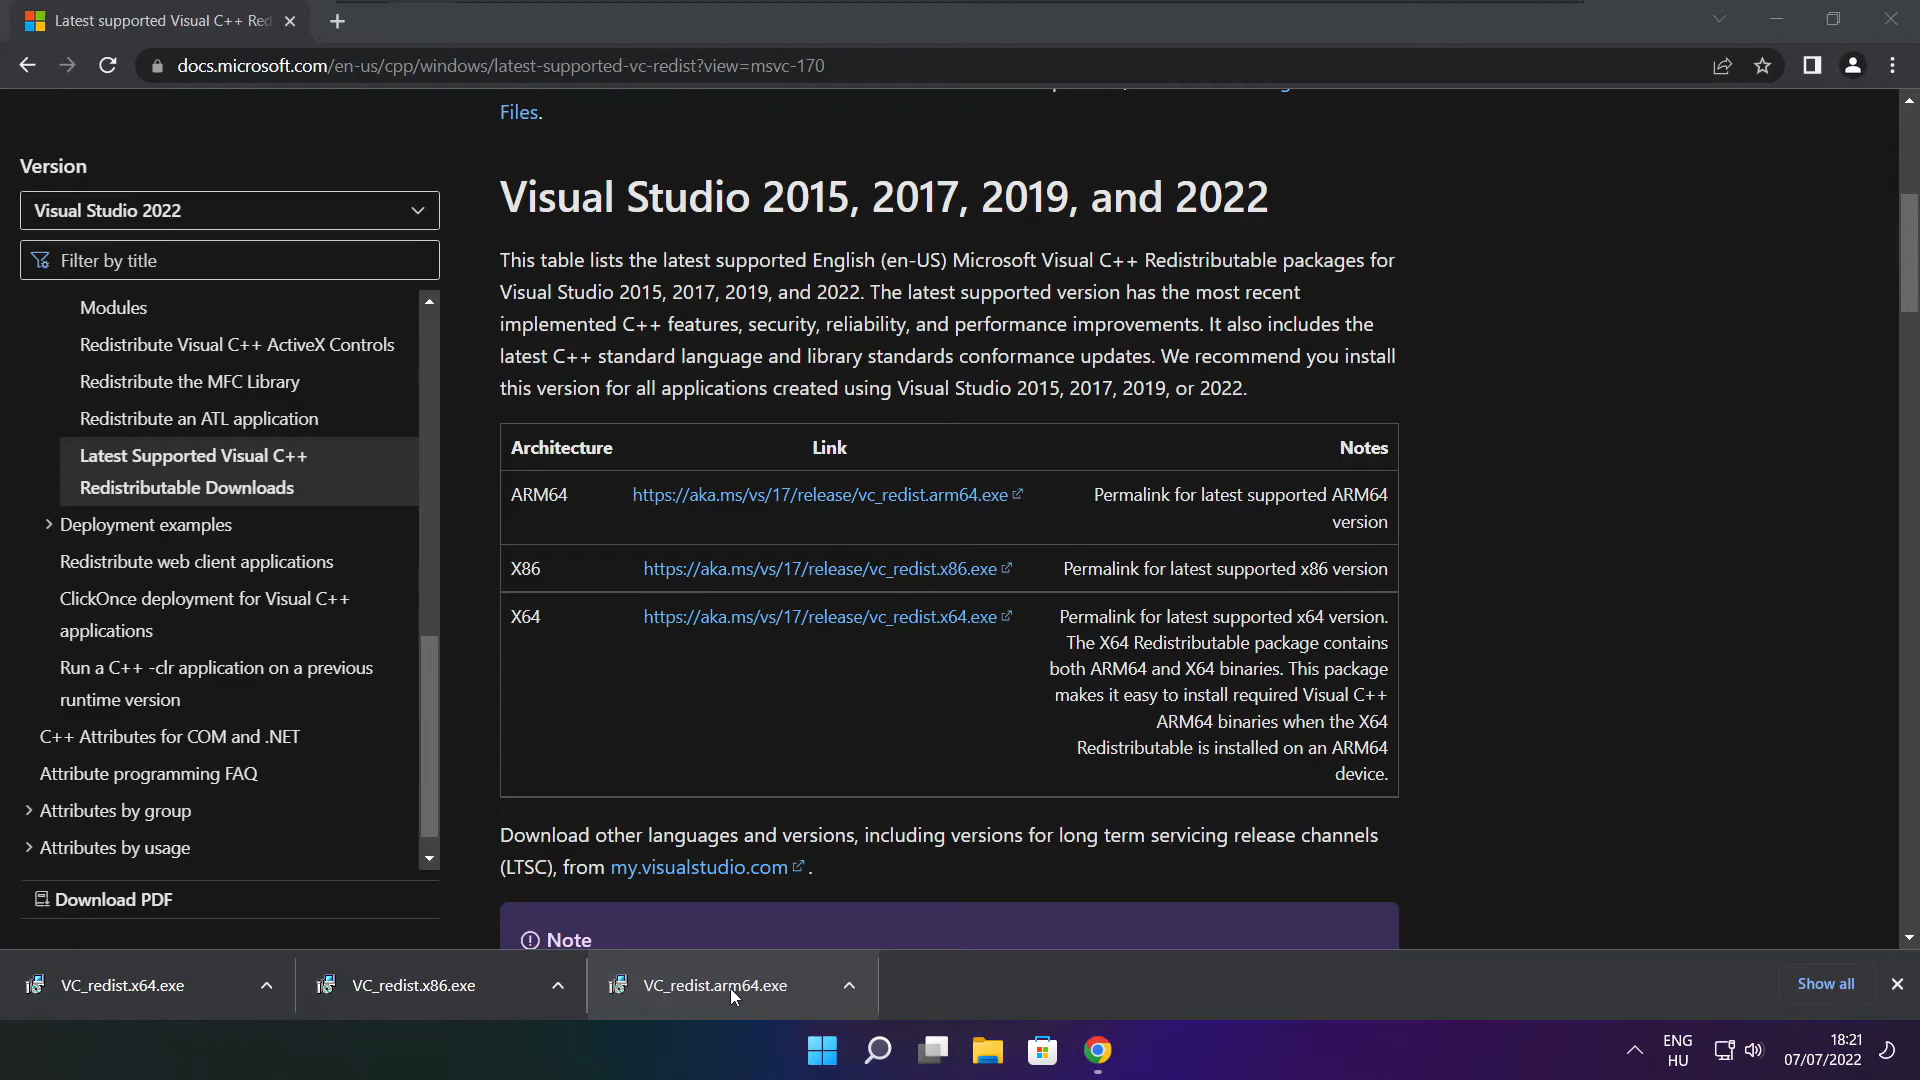 Latest supported Visual C++ Red
docs.microsoft.com/en-us/cpp/windows/latest-supported-vc-redist?view=msvc-170
Files.
Version
Visual Studio 2022
Filter by title
Modules
Redistribute Visual C++ ActiveX Controls
Redistribute the MFC Library
Redistribute an ATL application
Latest Supported Visual C++
Redistributable Downloads
Deployment examples
Redistribute web client applications
ClickOnce deployment for Visual C++
applications
Run a C++ -clr application on a previous
runtime version
C++ Attributes for COM and .NET
Attribute programming FAQ
Attributes by group
Attributes by usage
Download PDF
Visual Studio 2015, 2017, 2019, and 2022
This table lists the latest supported English (en-US) Microsoft Visual C++ Redistributable packages for
Visual Studio 2015, 2017, 2019, and 2022. The latest supported version has the most recent
implemented C++ features, security, reliability, and performance improvements. It also includes the
latest C++ standard language and library standards conformance updates. We recommend you install
this version for all applications created using Visual Studio 2015, 2017, 2019, or 2022.
Architecture Link Notes
ARM64 https://aka.ms/vs/17/release/vc_redist.arm64.exe Permalink for latest supported ARM64
version
X86 https://aka.ms/vs/17/release/vc_redist.x86.exe Permalink for latest supported x86 version
X64 https://aka.ms/vs/17/release/vc_redist.x64.exe Permalink for latest supported x64 version.
The X64 Redistributable package contains
both ARM64 and X64 binaries. This package
makes it easy to install required Visual C++
ARM64 binaries when the X64
Redistributable is installed on an ARM64
device.
Download other languages and versions, including versions for long term servicing release channels
(LTSC), from my.visualstudio.com .
Note
VC_redist.x64.exe
VC_redist.x86.exe
VC_redist.arm64.exe
Show all
ENG
HU
18:21
07/07/2022